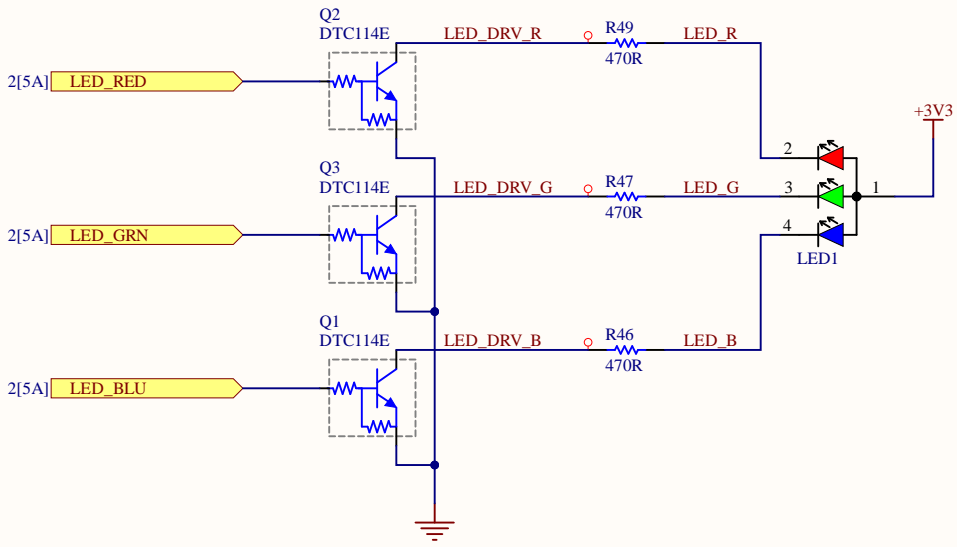 Q2
DTC114E
LED_DRV_R
R49
470R
LED_R
2[5A] LED_RED
+3V3
2
Q3
DTC114E
LED_DRV_G
R47
470R
LED_G
3
1
2[5A] LED_GRN
4
LED1
Q1
DTC114E
LED_DRV_B
R46
470R
LED_B
2[5A] LED_BLU